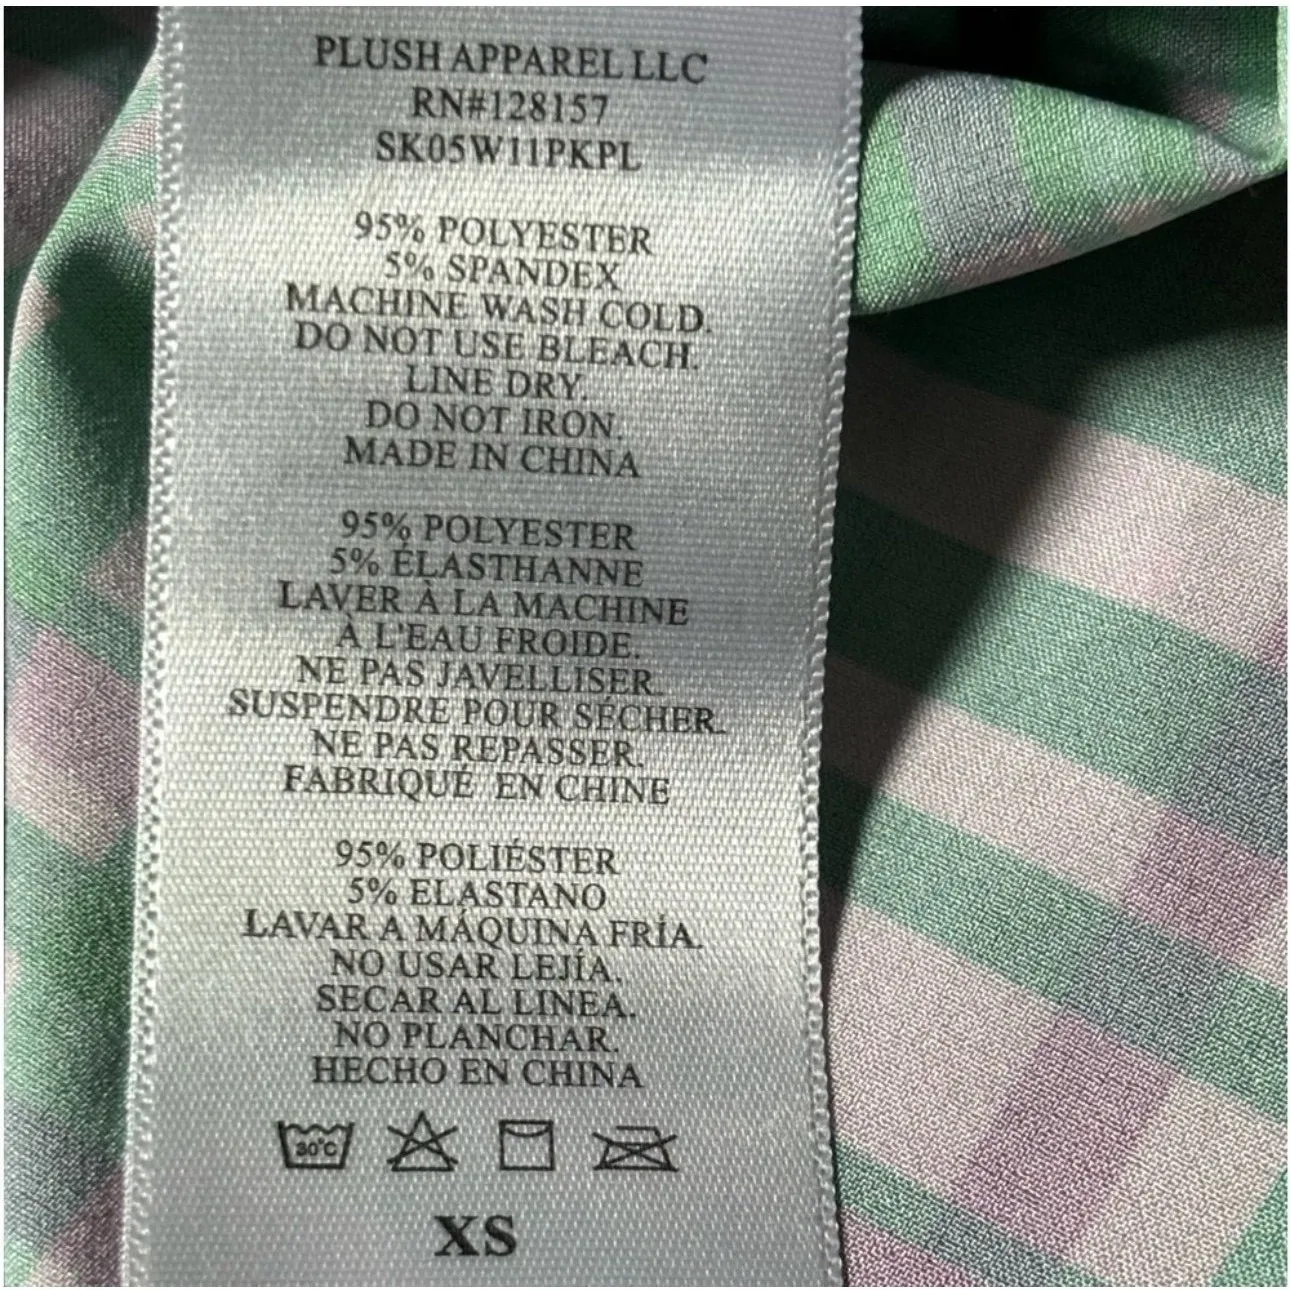 PLUSH APPAREL LLC
RN#128157
SK05W11PKPL
95% POLYESTER
5% SPANDEX
MACHINE WASH COLD.
DO NOT USE BLEACH.
LINE DRY.
DO NOT IRON.
MADE IN CHINA
95% POLYESTER
5% ÉLASTHANNE
LAVER À LA MACHINE
À L'EAU FROIDE.
NE PAS JAVELLISER.
SUSPENDRE POUR SÉCHER.
NE PAS REPASSER.
FABRIQUÉ EN CHINE
95% POLIÉSTER
5% ELASTANO
LAVAR A MÁQUINA FRÍA.
NO USAR LEJÍA.
SECAR AL LINEA.
NO PLANCHAR.
HECHO EN CHINA
30°C
XS